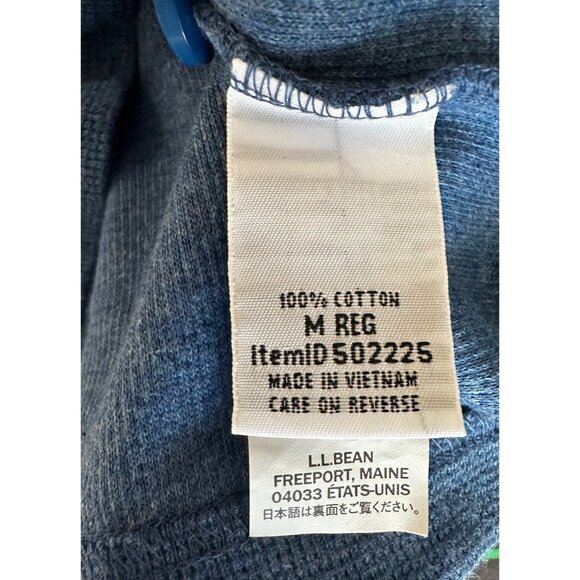 100% COTTON
M REG
ItemID 502225
MADE IN VIETNAM
CARE ON REVERSE
L.L.BEAN
FREEPORT, MAINE
04033 ÉTATS-UNIS
日本語は裏面をご覧ください。